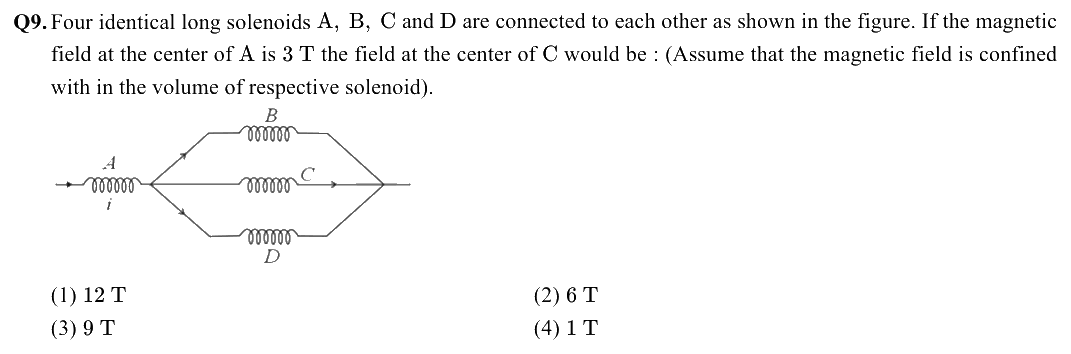 Q9. Four identical long solenoids A, B, C and D are connected to each other as shown in the figure. If the magnetic
field at the center of A is 3 T the field at the center of C would be : (Assume that the magnetic field is confined
with in the volume of respective solenoid).
B
A
C
i
D
(1) 12 T
(2) 6 T
(3) 9 T
(4) 1 T